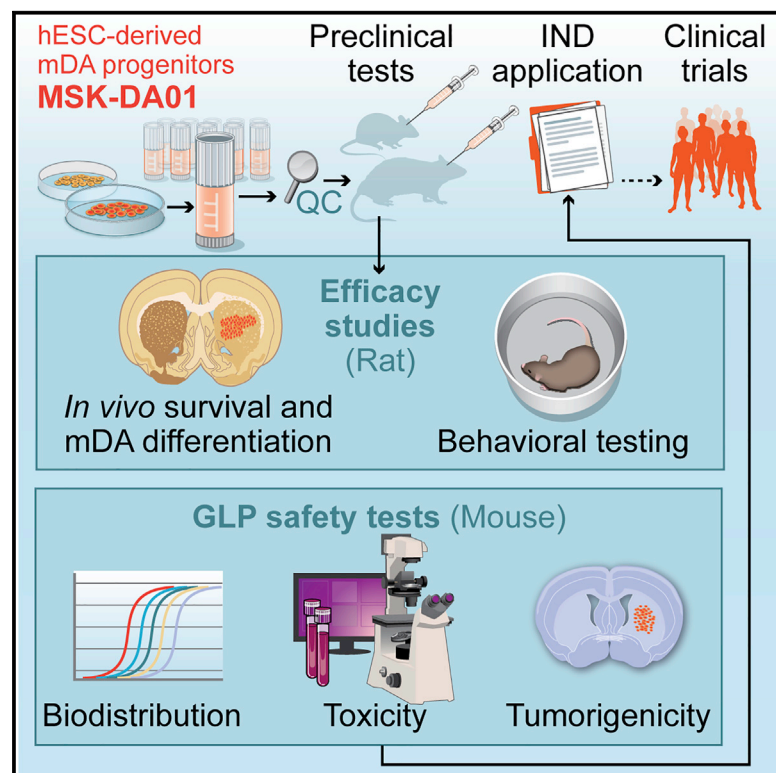 hESC-derived
mDA progenitors
MSK-DA01
Preclinical
tests
IND
application
Clinical
trials
QC
Efficacy
studies
(Rat)
In vivo survival and
mDA differentiation
Behavioral testing
GLP safety tests (Mouse)
Biodistribution
Toxicity
Tumorigenicity